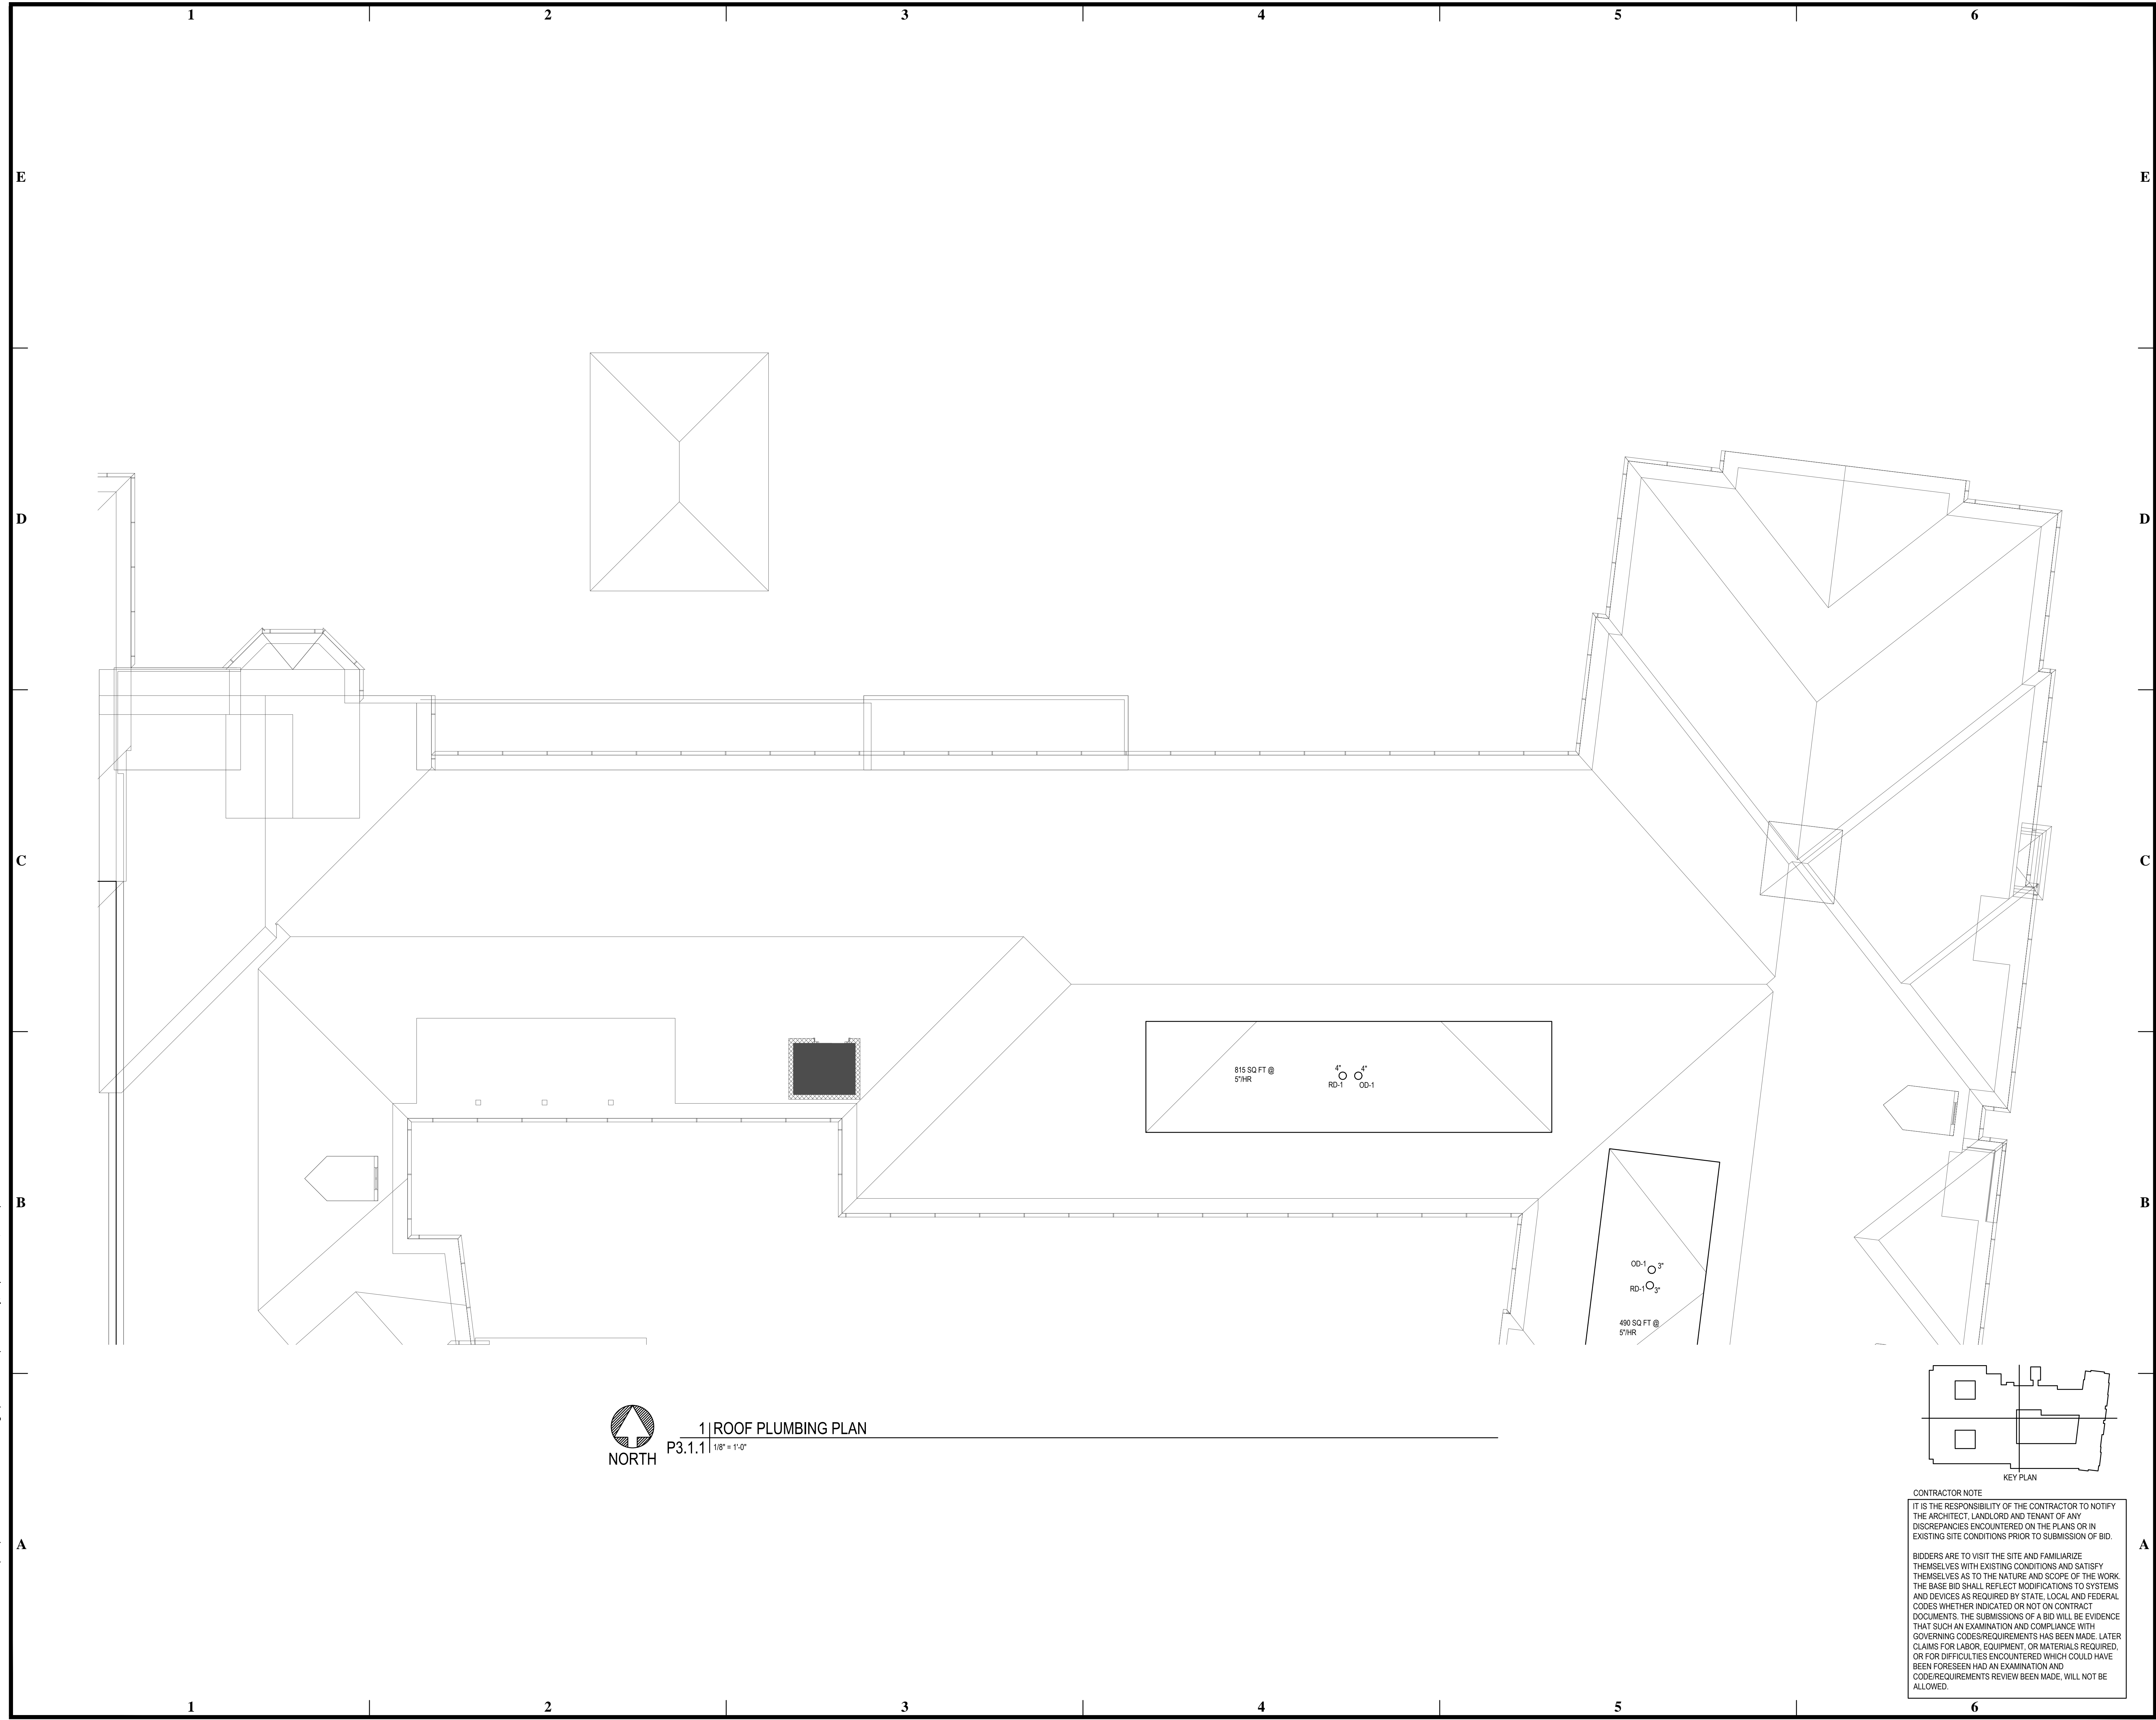 1 2 3 4 5 6
E E
D D
C C
815 SQ FT @
5"/HR
4" 4"
RD-1 OD-1
B B
OD-1 3"
RD-1 3"
490 SQ FT @
5"/HR
NORTH
1 ROOF PLUMBING PLAN
P3.1.1 1/8" = 1'-0"
KEY PLAN
CONTRACTOR NOTE
IT IS THE RESPONSIBILITY OF THE CONTRACTOR TO NOTIFY
THE ARCHITECT, LANDLORD AND TENANT OF ANY
DISCREPANCIES ENCOUNTERED ON THE PLANS OR IN
EXISTING SITE CONDITIONS PRIOR TO SUBMISSION OF BID.
BIDDERS ARE TO VISIT THE SITE AND FAMILIARIZE
THEMSELVES WITH EXISTING CONDITIONS AND SATISFY
THEMSELVES AS TO THE NATURE AND SCOPE OF THE WORK.
THE BASE BID SHALL REFLECT MODIFICATIONS TO SYSTEMS
AND DEVICES AS REQUIRED BY STATE, LOCAL AND FEDERAL
CODES WHETHER INDICATED OR NOT ON CONTRACT
DOCUMENTS. THE SUBMISSIONS OF A BID WILL BE EVIDENCE
THAT SUCH AN EXAMINATION AND COMPLIANCE WITH
GOVERNING CODES/REQUIREMENTS HAS BEEN MADE. LATER
CLAIMS FOR LABOR, EQUIPMENT, OR MATERIALS REQUIRED,
OR FOR DIFFICULTIES ENCOUNTERED WHICH COULD HAVE
BEEN FORESEEN HAD AN EXAMINATION AND
CODE/REQUIREMENTS REVIEW BEEN MADE, WILL NOT BE
ALLOWED.
A A
1 2 3 4 5 6